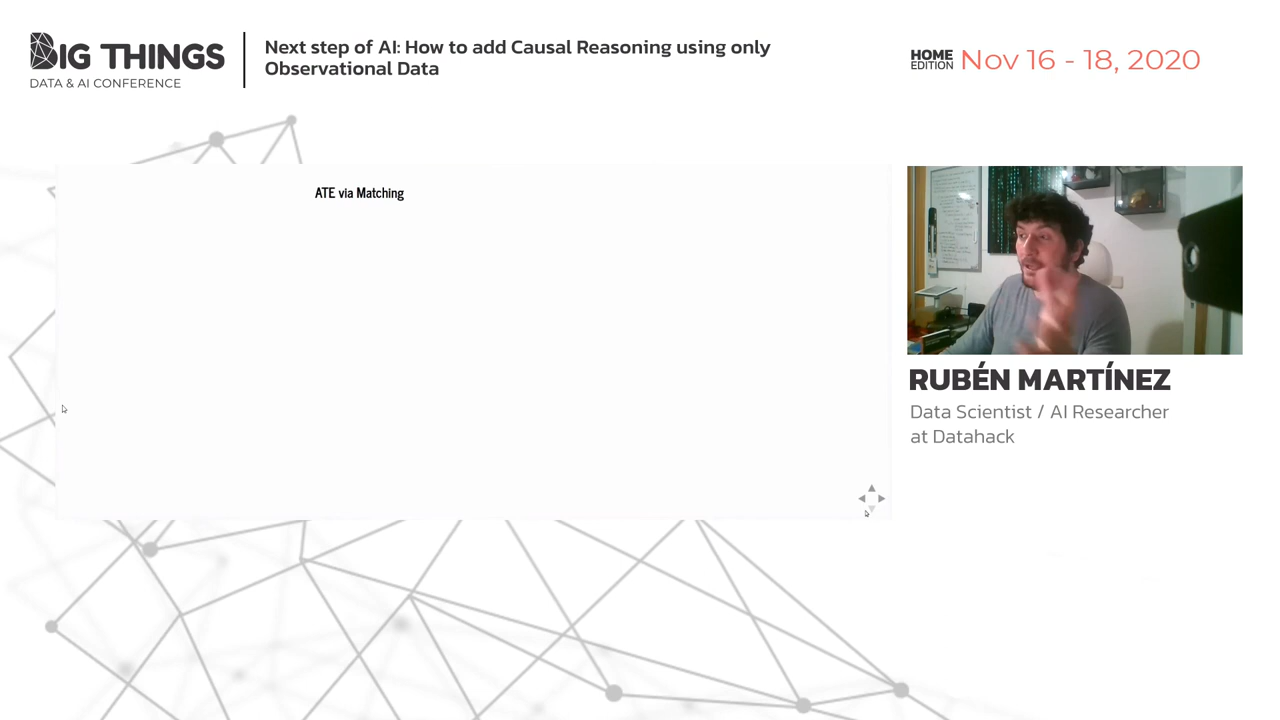 BIG THINGS
DATA & AI CONFERENCE
Next step of AI: How to add Causal Reasoning using only
Observational Data
HOME
EDITION
Nov 16 - 18, 2020
ATE via Matching
RUBÉN MARTÍNEZ
Data Scientist / AI Researcher
at Datahack